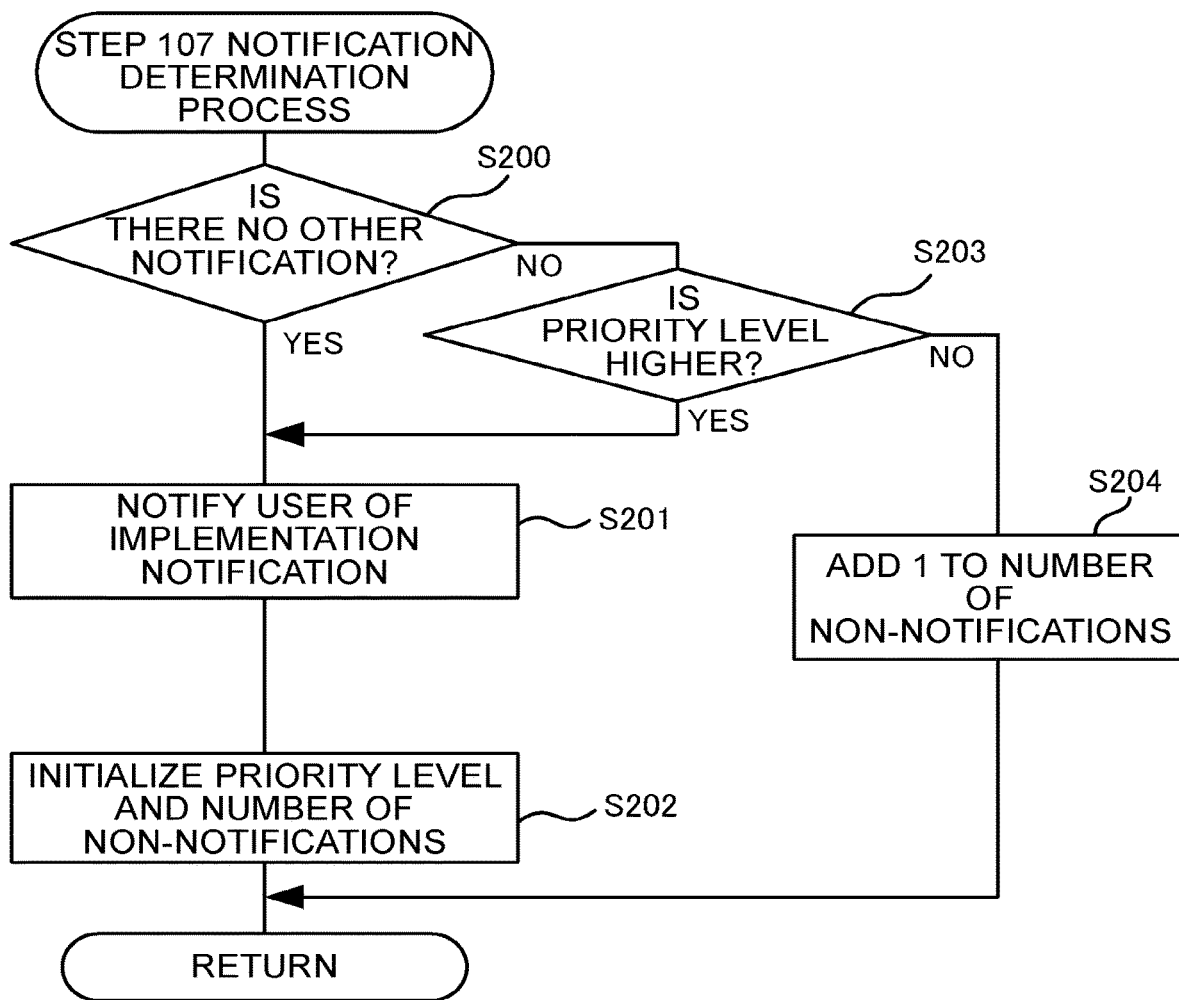 STEP 107 NOTIFICATION
DETERMINATION
PROCESS
S200
IS
THERE NO OTHER
NOTIFICATION?
NO
YES
S203
IS
PRIORITY LEVEL
HIGHER?
NO
YES
NOTIFY USER OF
IMPLEMENTATION
NOTIFICATION
S201
S204
ADD 1 TO NUMBER
OF
NON-NOTIFICATIONS
INITIALIZE PRIORITY LEVEL
AND NUMBER OF
NON-NOTIFICATIONS
S202
RETURN